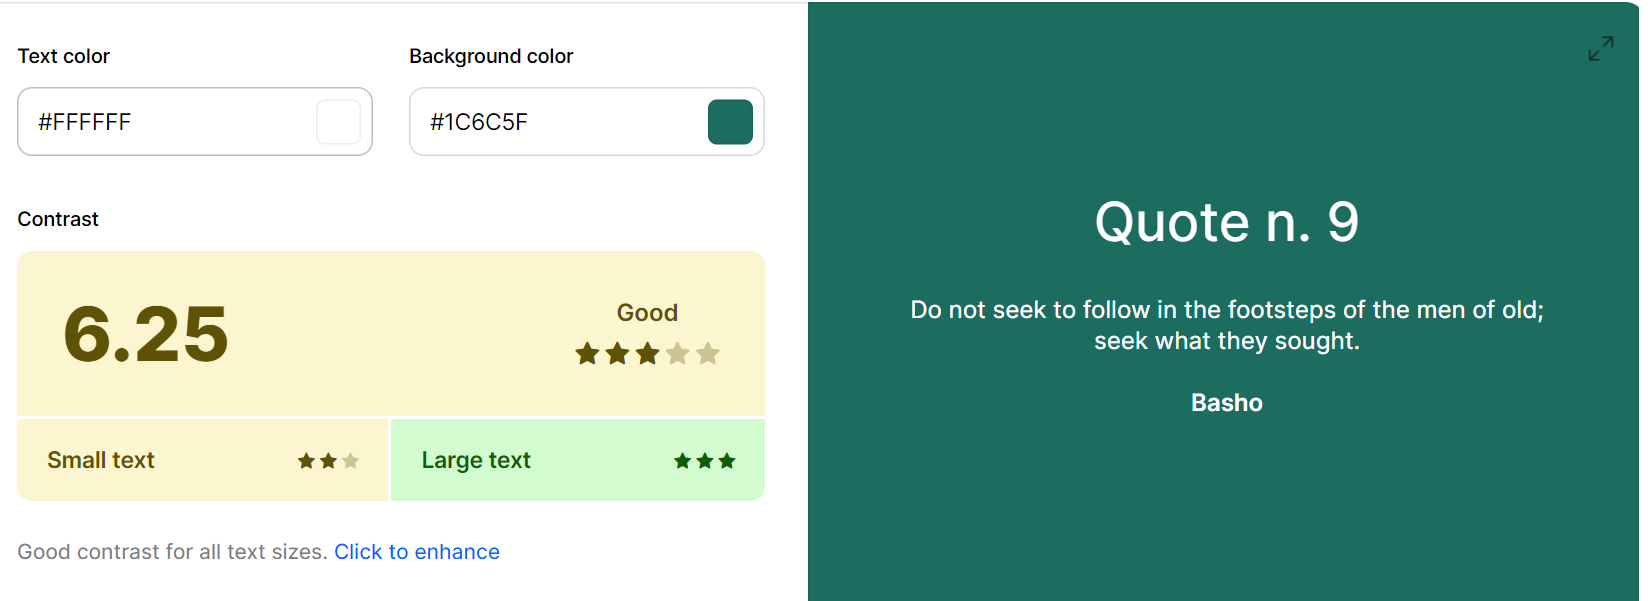 Text color
Background color
#FFFFFF
#1C6C5F
Contrast
6.25
Good
Small text
Large text
Good contrast for all text sizes. Click to enhance
Quote n. 9
Do not seek to follow in the footsteps of the men of old;
seek what they sought.
Basho